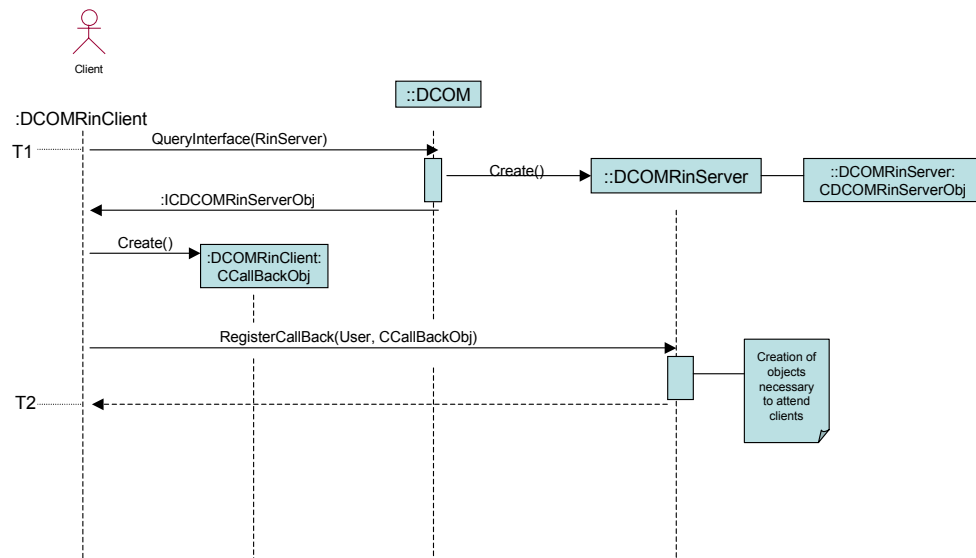 Client
::DCOM
:DCOMRinClient
QueryInterface(RinServer)
T1
Create()
::DCOMRinServer
::DCOMRinServer:
CDCOMRinServerObj
:ICDCOMRinServerObj
Create()
:DCOMRinClient:
CCallBackObj
RegisterCallBack(User, CCallBackObj)
Creation of
objects
necessary
to attend
clients
T2